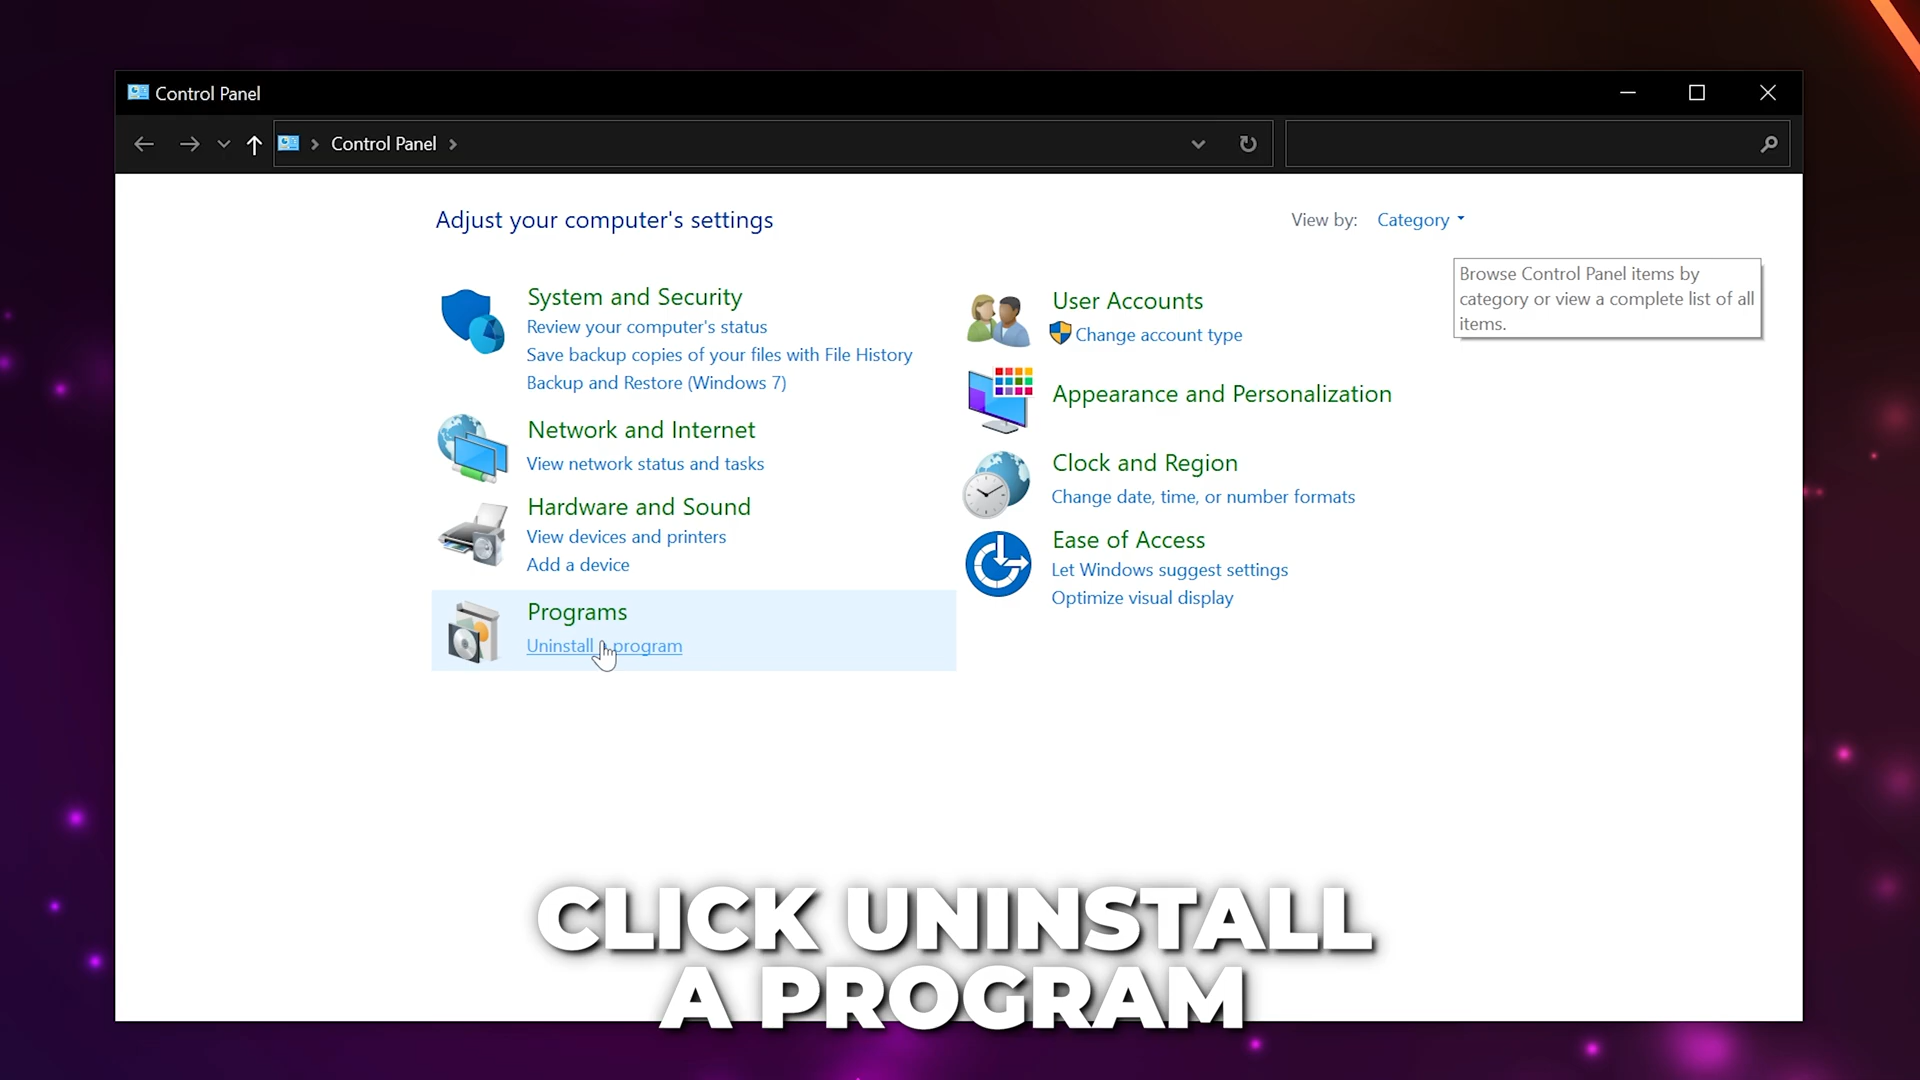 Control Panel
Control Panel
Adjust your computer's settings
View by: Category
Browse Control Panel items by
category or view a complete list of all
items.
System and Security
Review your computer's status
Save backup copies of your files with File History
Backup and Restore (Windows 7)
Network and Internet
View network status and tasks
Hardware and Sound
View devices and printers
Add a device
Programs
Uninstall a program
User Accounts
Change account type
Appearance and Personalization
Clock and Region
Change date, time, or number formats
Ease of Access
Let Windows suggest settings
Optimize visual display
CLICK UNINSTALL
A PROGRAM